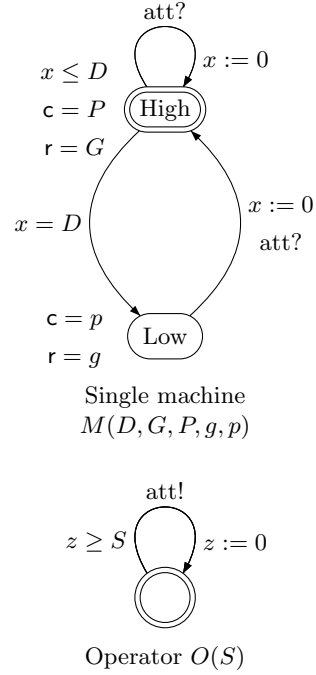 att?
x ≤ D
x := 0
c = P
High
r = G
x = D
x := 0
att?
c = p
Low
r = g
Single machine
M(D, G, P, g, p)
att!
z ≥ S
z := 0
Operator O(S)